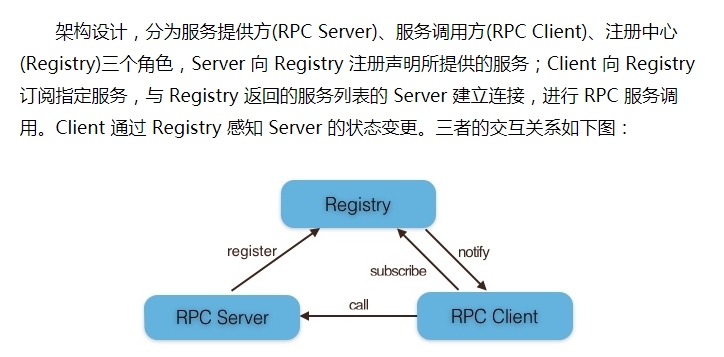 架构设计，分为服务提供方(RPC Server)、服务调用方(RPC Client)、注册中心
(Registry)三个角色，Server 向 Registry 注册声明所提供的服务；Client 向 Registry
订阅指定服务，与 Registry 返回的服务列表的 Server 建立连接，进行 RPC 服务调
用。Client 通过 Registry 感知 Server 的状态变更。三者的交互关系如下图：
Registry
register
notify
subscribe
call
RPC Server
RPC Client